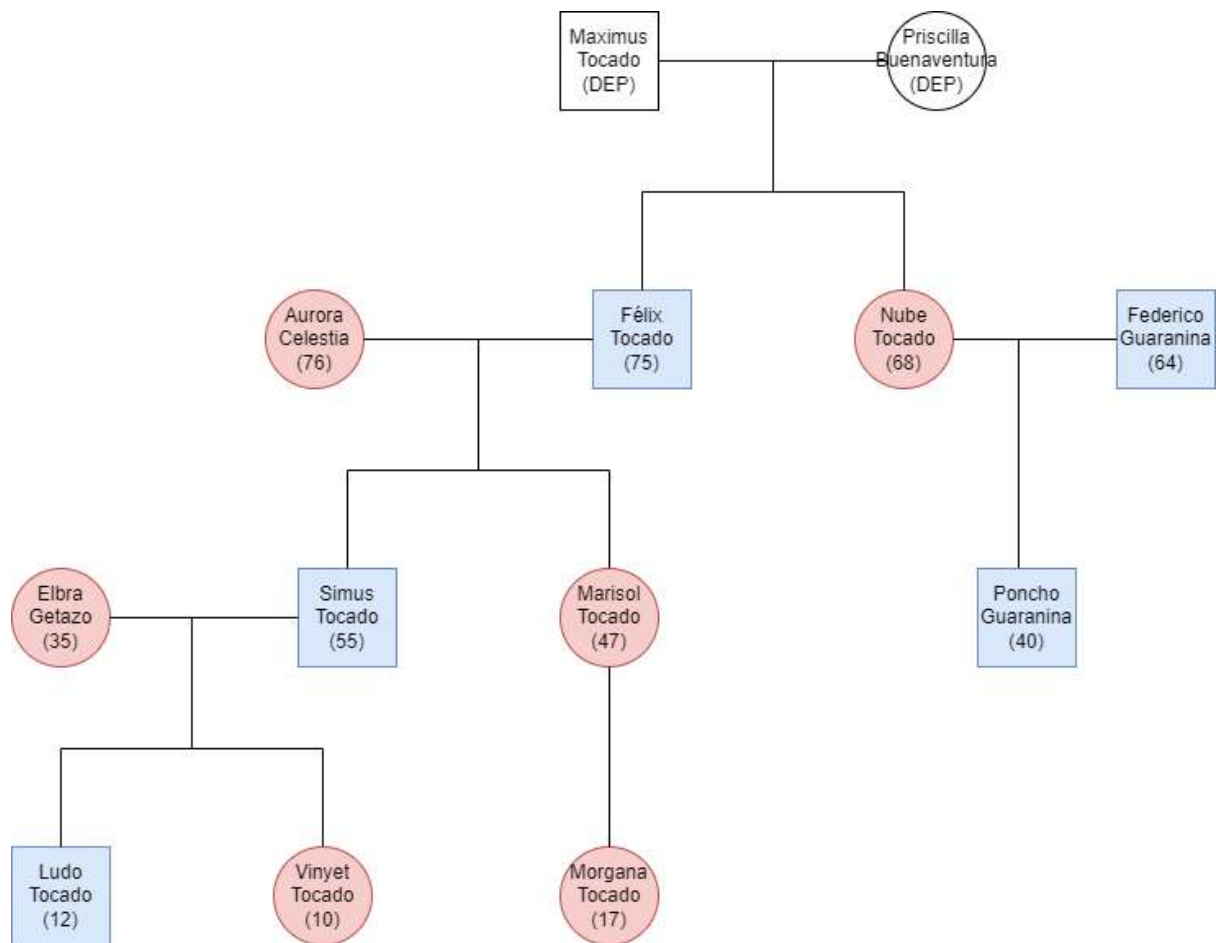 Maximus
Tocado
(DEP)
Priscilla
Buenaventura
(DEP)
Aurora
Celestia
(76)
Félix
Tocado
(75)
Nube
Tocado
(68)
Federico
Guaranina
(64)
Elbra
Getazo
(35)
Simus
Tocado
(55)
Marisol
Tocado
(47)
Poncho
Guaranina
(40)
Ludo
Tocado
(12)
Vinyet
Tocado
(10)
Morgana
Tocado
(17)